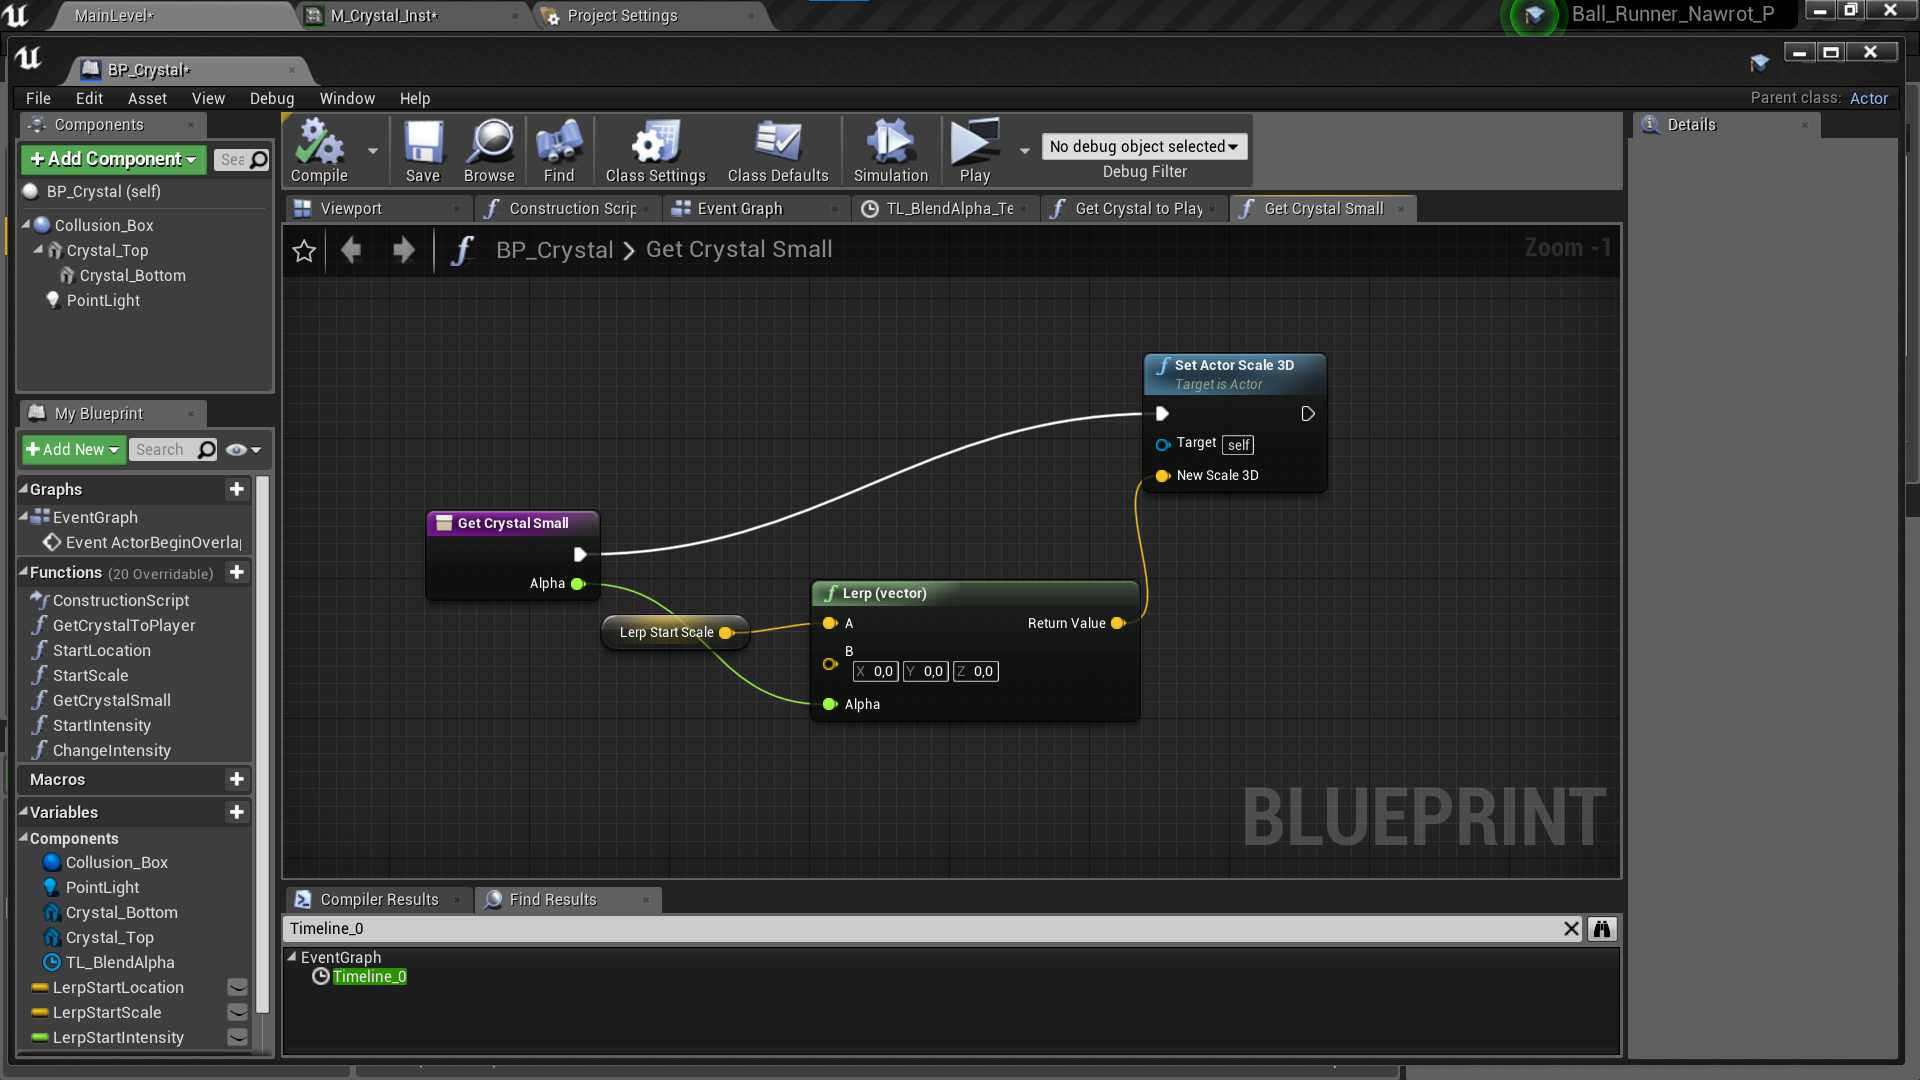 MainLevel*
M_Crystal_Inst*
Project Settings
Ball_Runner_Nawrot_P
BP_Crystal*
File Edit Asset View Debug Window Help
Parent class: Actor
Components
+Add Component
Sea
BP_Crystal (self)
Collusion_Box
Crystal_Top
Crystal_Bottom
PointLight
Compile
Save
Browse
Find
Class Settings
Class Defaults
Simulation
Play
No debug object selected
Debug Filter
Details
Viewport
Construction Scrip
Event Graph
TL_BlendAlpha_Te
Get Crystal to Play
Get Crystal Small
BP_Crystal > Get Crystal Small
Zoom -1
My Blueprint
+Add New
Search
Graphs
EventGraph
Event ActorBeginOverla
Functions (20 Overridable)
ConstructionScript
GetCrystalToPlayer
StartLocation
StartScale
GetCrystalSmall
StartIntensity
ChangeIntensity
Macros
Variables
Components
Collusion_Box
PointLight
Crystal_Bottom
Crystal_Top
TL_BlendAlpha
LerpStartLocation
LerpStartScale
LerpStartIntensity
Set Actor Scale 3D
Target is Actor
Target self
New Scale 3D
Get Crystal Small
Alpha
Lerp Start Scale
Lerp (vector)
A
Return Value
B
X 0,0 Y 0,0 Z 0,0
Alpha
BLUEPRINT
Compiler Results
Find Results
Timeline_0
EventGraph
Timeline_0